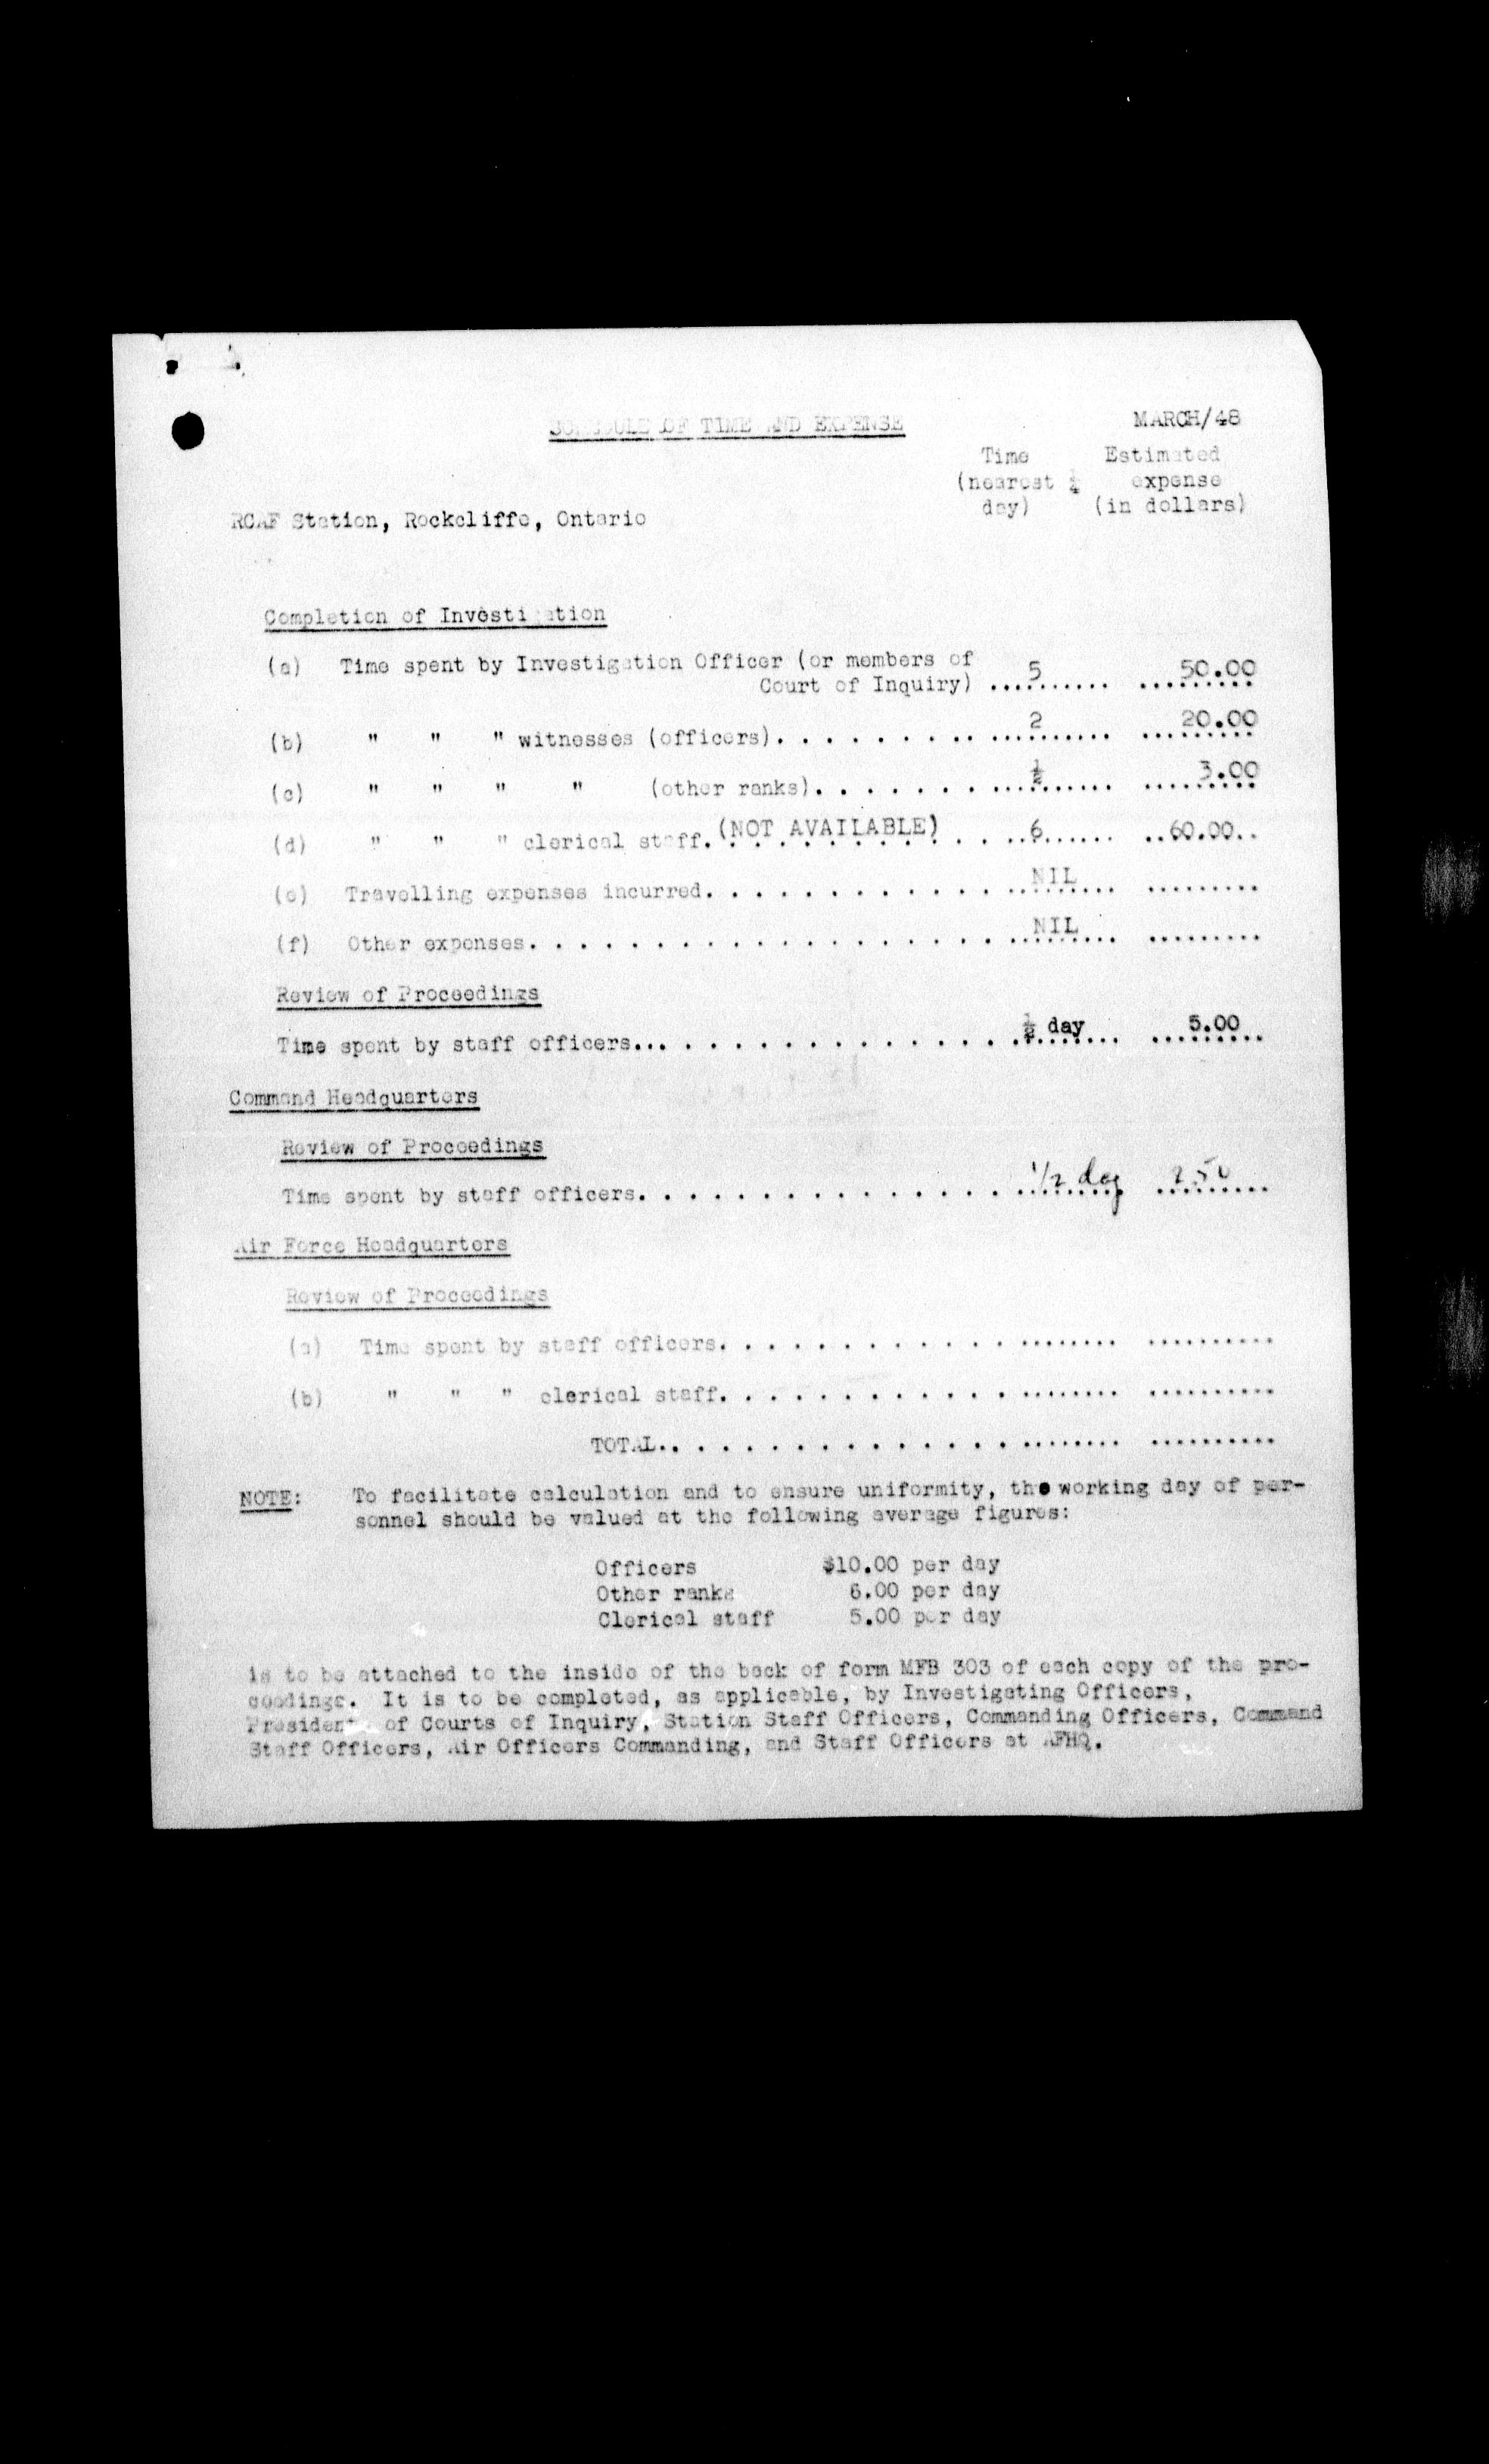 SCHEDULE OF TIME AND EXPENSE
MARCH/48
Time Estimated
(nearest ¼ expense
day) (in dollars)
RCAF Station, Rockcliffe, Ontario
Completion of Investigation
(a) Time spent by Investigation Officer (or members of
Court of Inquiry) .......... 5 50.00
(b) " " " witnesses (officers). . . . . . . . 2 20.00
(c) " " " " (other ranks). . . . . . . . ½ 3.00
(d) " " " clerical staff. (NOT AVAILABLE) . . 6 60.00
(e) Travelling expenses incurred. . . . . . . . . . . . . NIL
(f) Other expenses. . . . . . . . . . . . . . . . . . . . NIL
Review of Proceedings
Time spent by staff officers... . . . . . . . . . . . . . . ½ day 5.00
Command Headquarters
Review of Proceedings
Time spent by staff officers. . . . . . . . . . . . . . . . 1/2 day 2.50
Air Force Headquarters
Review of Proceedings
(a) Time spent by staff officers. . . . . . . . . . . . . ........ ..........
(b) " " " clerical staff. . . . . . . . . . . . . ........ ..........
TOTAL.. . . . . . . . . . . . . . . ........ ..........
NOTE: To facilitate calculation and to ensure uniformity, the working day of per-
sonnel should be valued at the following average figures:
Officers $10.00 per day
Other ranks 6.00 per day
Clerical staff 5.00 per day
is to be attached to the inside of the back of form MFB 303 of each copy of the pro-
ceedings. It is to be completed, as applicable, by Investigating Officers,
Presidents of Courts of Inquiry, Station Staff Officers, Commanding Officers, Command
Staff Officers, Air Officers Commanding, and Staff Officers at AFHQ.